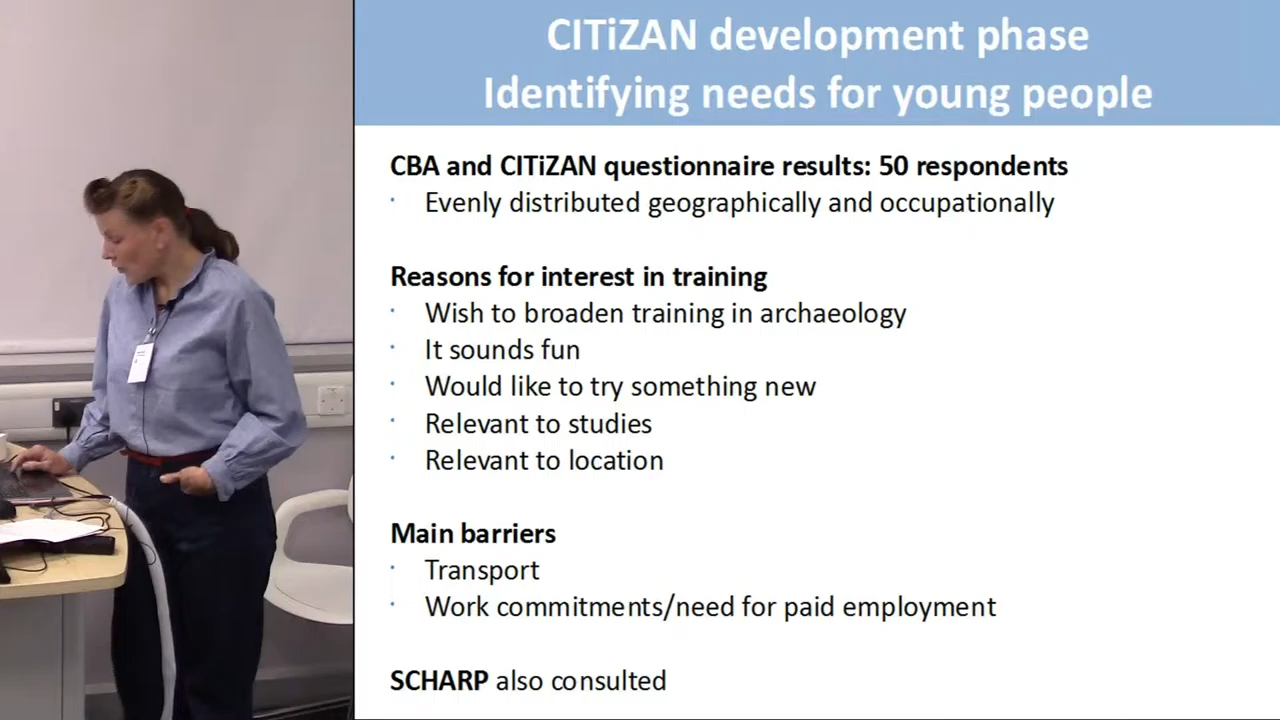 CITiZAN development phase
Identifying needs for young people
CBA and CITiZAN questionnaire results: 50 respondents
· Evenly distributed geographically and occupationally
Reasons for interest in training
· Wish to broaden training in archaeology
· It sounds fun
· Would like to try something new
· Relevant to studies
· Relevant to location
Main barriers
· Transport
· Work commitments/need for paid employment
SCHARP also consulted